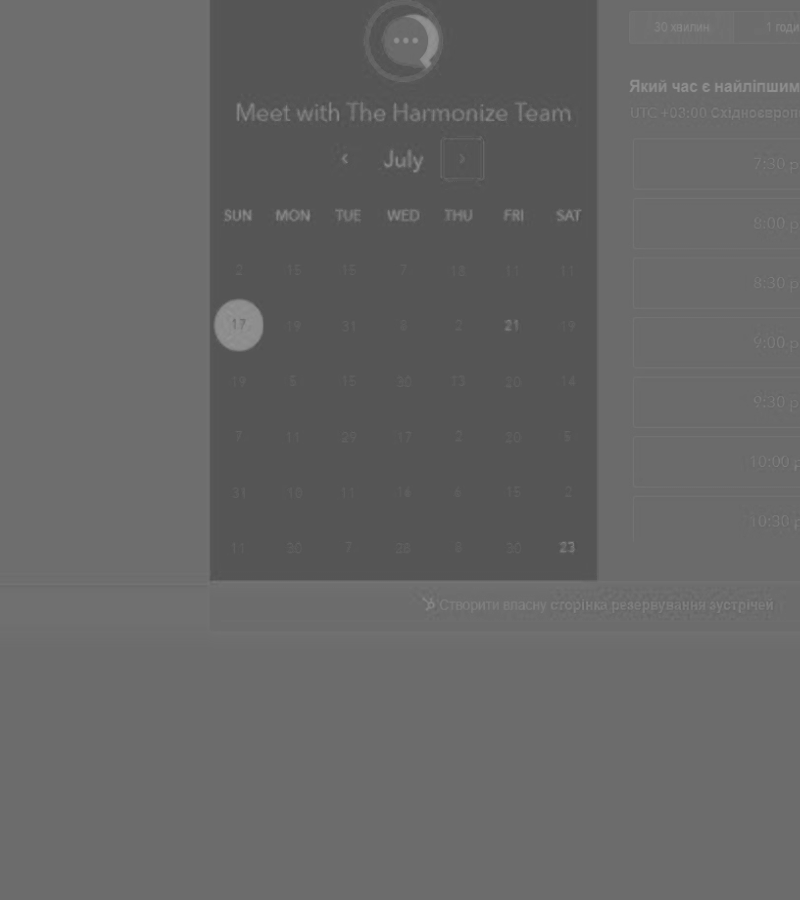 Meet with The Harmonize Team
July
SUN MON TUE WED THU FRI SAT
2 15 15 7 18 11 11
17 19 31 8 2 21 19
19 5 15 30 13 20 14
7 11 29 17 2 20 5
31 10 11 14 6 15 2
11 30 7 8 30 23
30 хвилин 1 годи
Який час є найліпшим
UTC +03:00 Східноєвропе
7:30 p
8:00 p
8:30 p
9:00 p
9:30 p
10:00 p
10:30 p
Створити власну сторінка резервування зустрічей